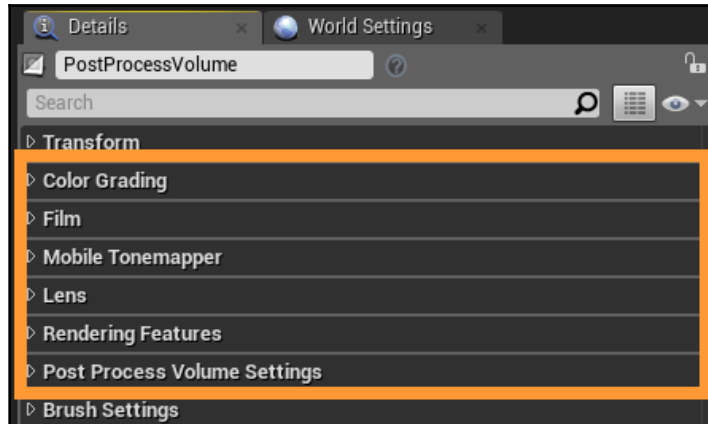 Details World Settings
PostProcessVolume
Search
Transform
Color Grading
Film
Mobile Tonemapper
Lens
Rendering Features
Post Process Volume Settings
Brush Settings